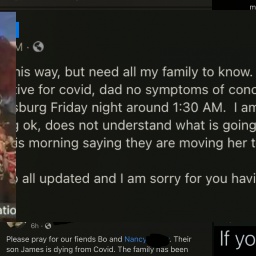 m
M ·
his way, but need all my family to know.
tive for covid, dad no symptoms of conc
sburg Friday night around 1:30 AM. I am
g ok, does not understand what is going
is morning saying they are moving her t
o all updated and I am sorry for you havi
atio
6h ·
If yo
Please pray for our fiends Bo and Nancy. Their
son James is dying from Covid. The family has been